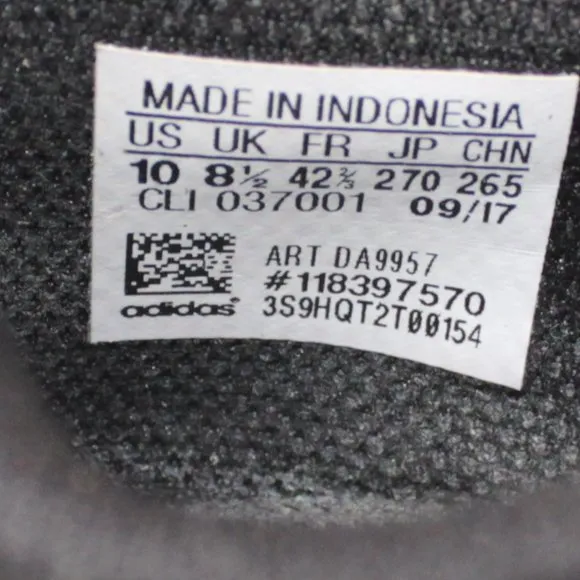 MADE IN INDONESIA
US UK FR JP CHN
10 8½ 42⅔ 270 265
CLI 037001 09/17
ART DA9957
#118397570
adidas® 3S9HQT2T00154